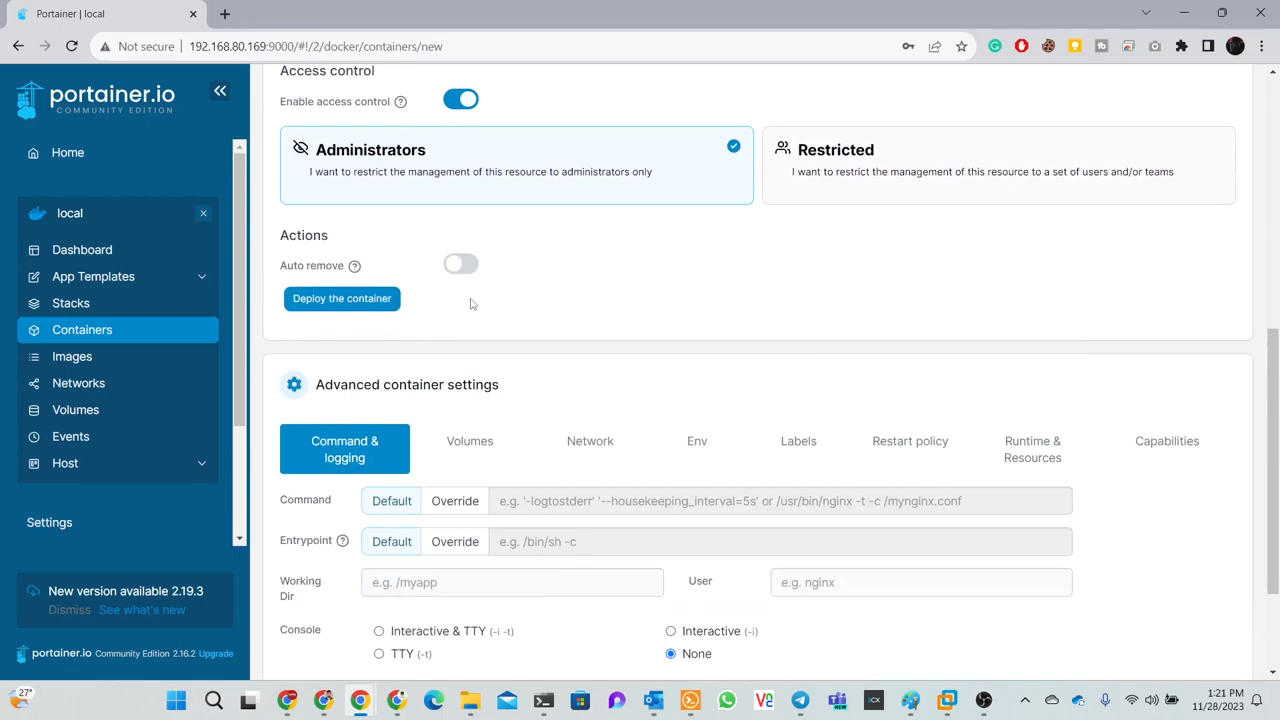 Portainer | local
Not secure
192.168.80.169:9000/#!/2/docker/containers/new
portainer.io
COMMUNITY EDITION
Home
local
Dashboard
App Templates
Stacks
Containers
Images
Networks
Volumes
Events
Host
Settings
New version available 2.19.3
Dismiss See what's new
portainer.io Community Edition 2.16.2 Upgrade
Access control
Enable access control
Administrators
I want to restrict the management of this resource to administrators only
Restricted
I want to restrict the management of this resource to a set of users and/or teams
Actions
Auto remove
Deploy the container
Advanced container settings
Command & logging
Volumes
Network
Env
Labels
Restart policy
Runtime & Resources
Capabilities
Command
Default
Override
e.g. '-logtostderr' '--housekeeping_interval=5s' or /usr/bin/nginx -t -c /mynginx.conf
Entrypoint
Default
Override
e.g. /bin/sh -c
Working Dir
e.g. /myapp
User
e.g. nginx
Console
Interactive & TTY (-i -t)
Interactive (-i)
TTY (-t)
None
27°
1:21 PM
11/28/2023